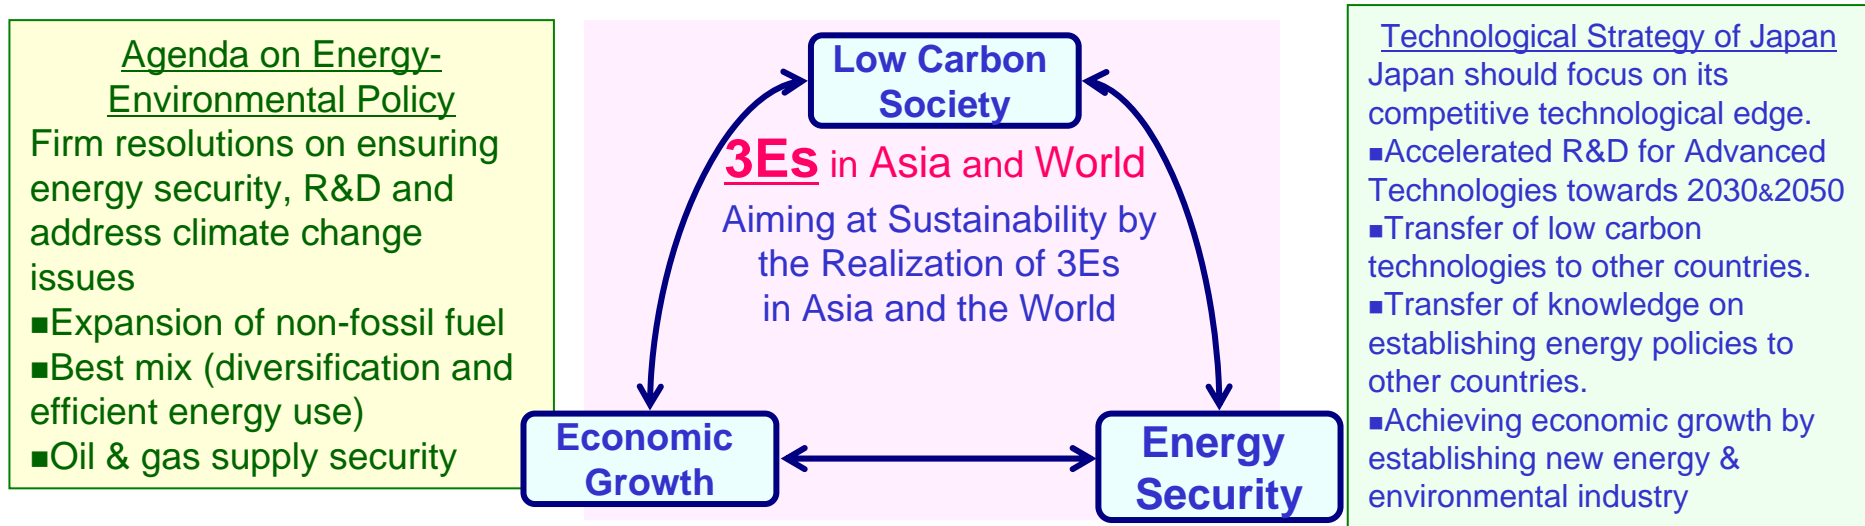 Agenda on Energy-
Environmental Policy
Firm resolutions on ensuring
energy security, R&D and
address climate change
issues
■Expansion of non-fossil fuel
■Best mix (diversification and
efficient energy use)
■Oil & gas supply security
Low Carbon
Society
3Es in Asia and World
Aiming at Sustainability by
the Realization of 3Es
in Asia and the World
Economic
Growth
Energy
Security
Technological Strategy of Japan
Japan should focus on its
competitive technological edge.
■Accelerated R&D for Advanced
Technologies towards 2030&2050
■Transfer of low carbon
technologies to other countries.
■Transfer of knowledge on
establishing energy policies to
other countries.
■Achieving economic growth by
establishing new energy &
environmental industry